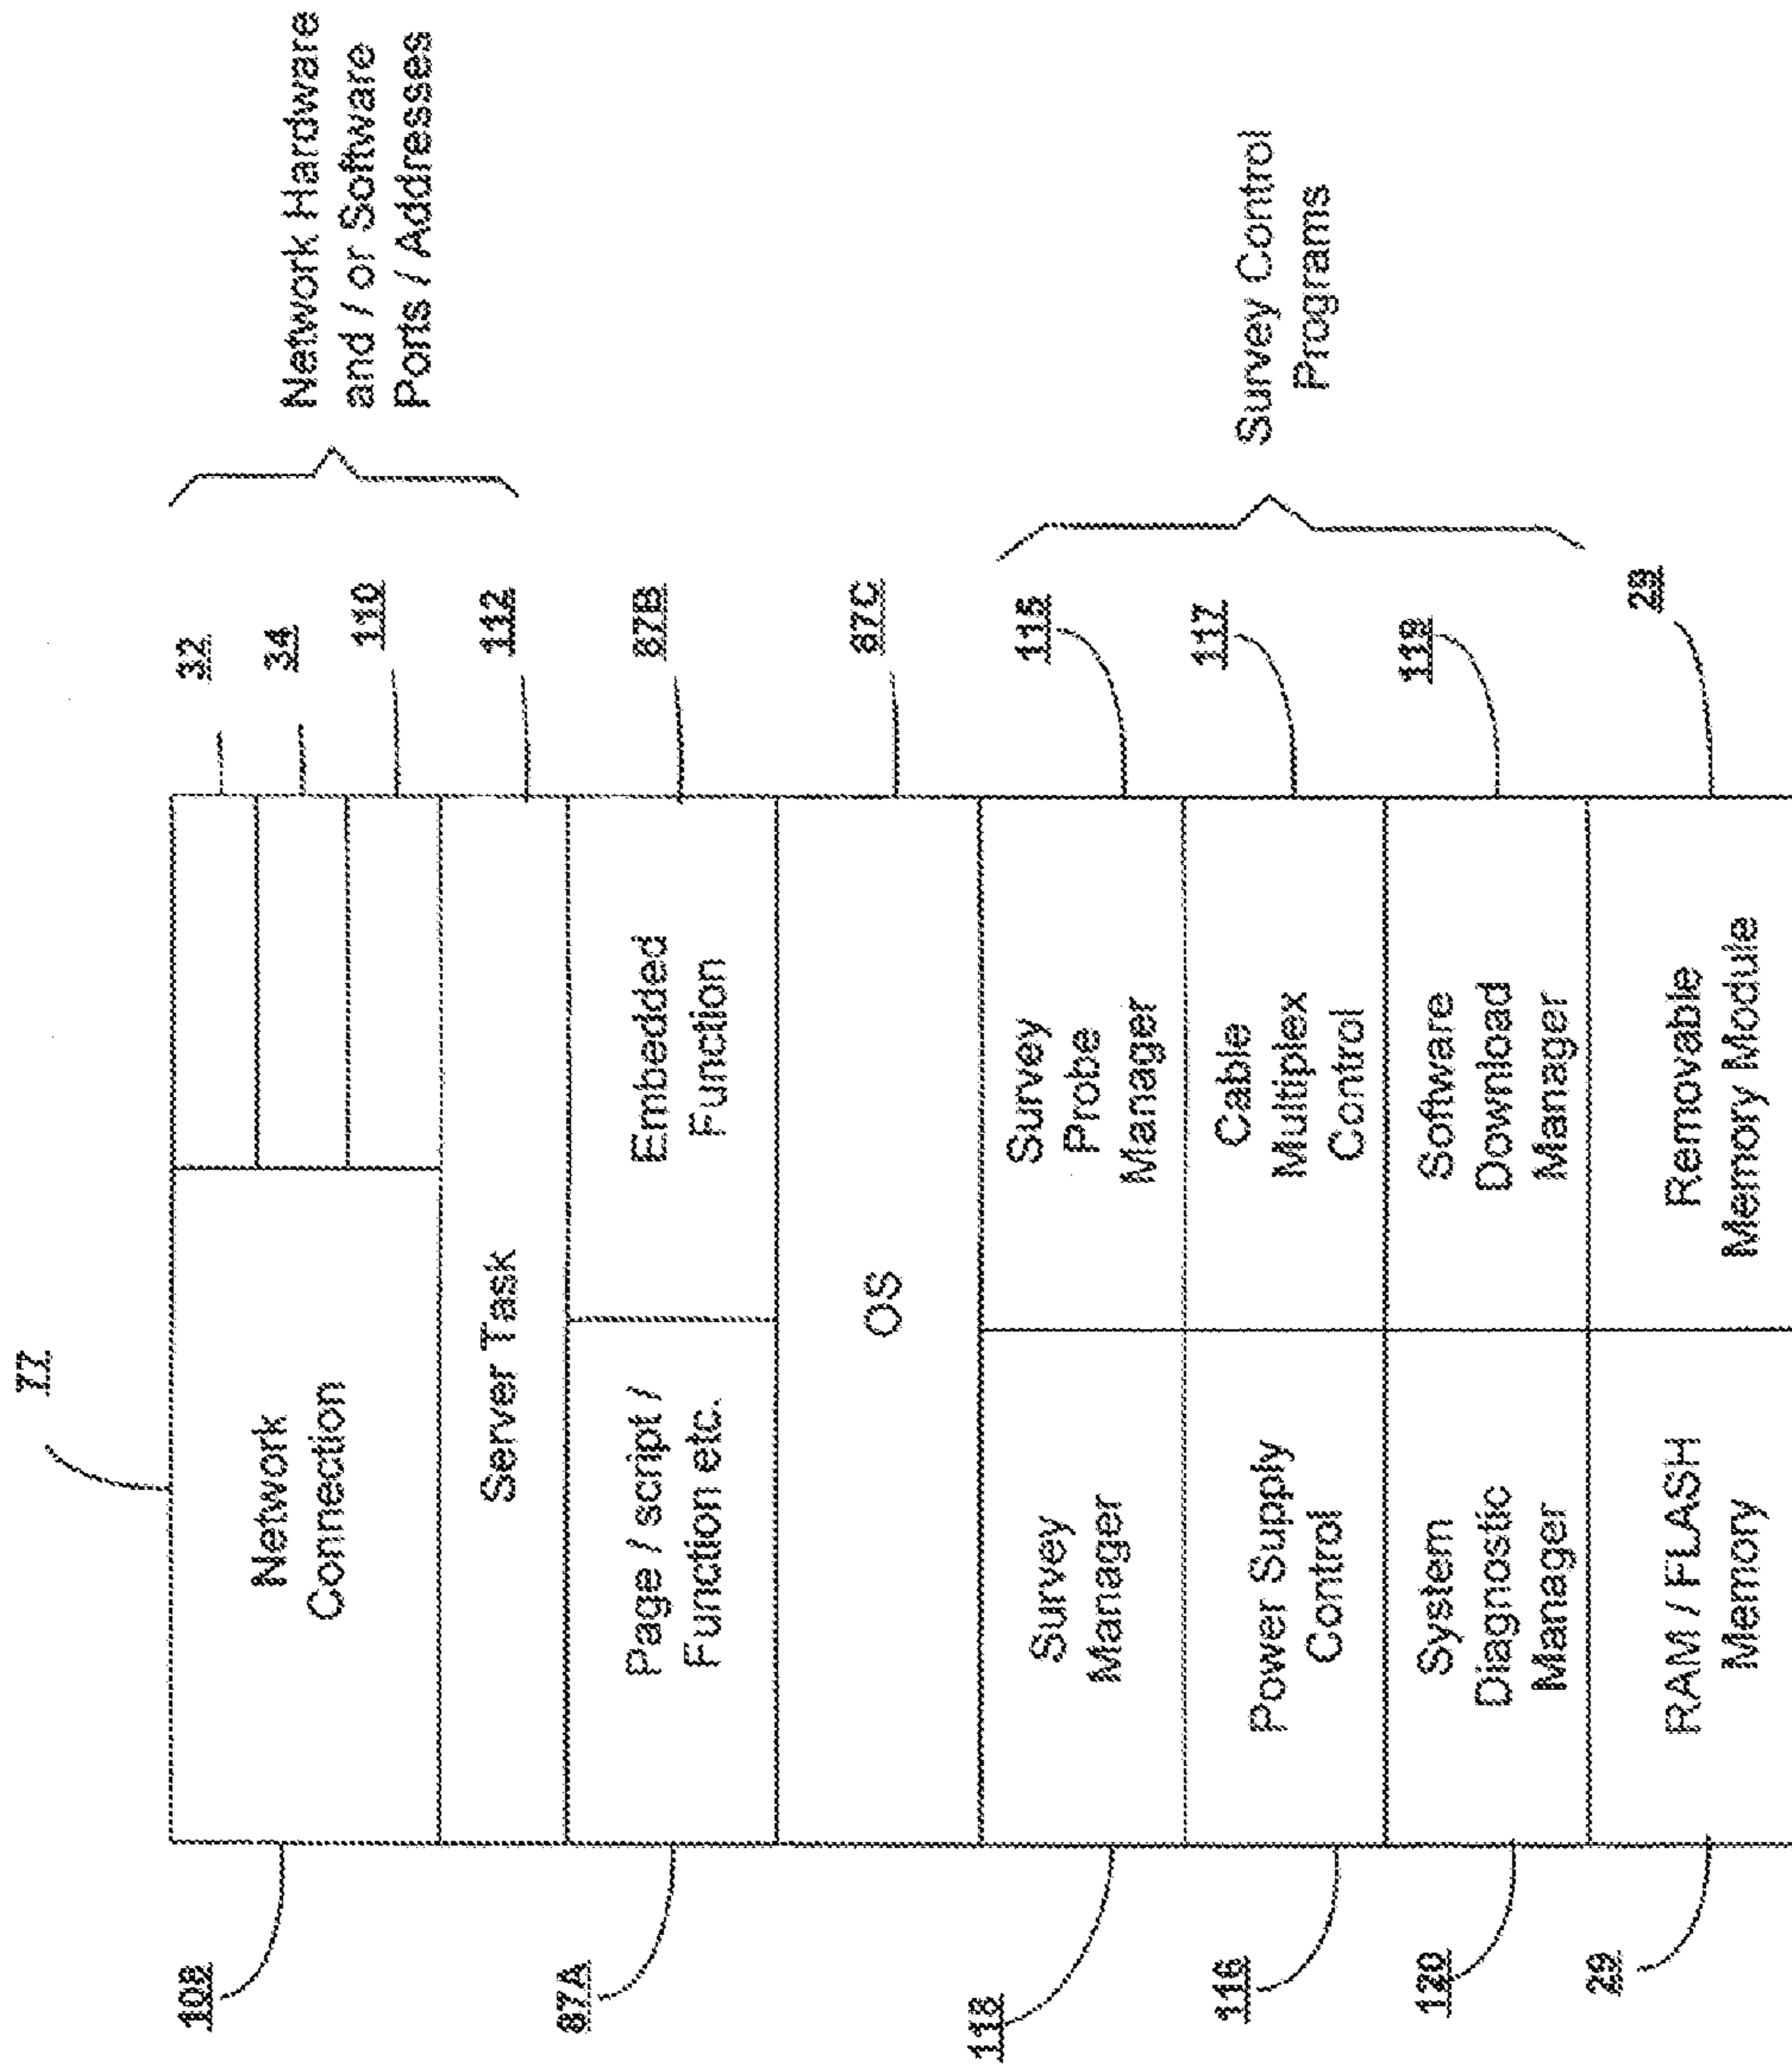 77
Network
Connection
108
32
34
110
112
Network Hardware
and / or Software
Ports / Addresses
Server Task
87A
Page / script /
Function etc.
Embedded
Function
87B
OS
87C
118
Survey
Manager
Survey
Probe
Manager
115
116
Power Supply
Control
Cable
Multiplex
Control
117
Survey Control
Programs
120
System
Diagnostic
Manager
Software
Download
Manager
119
29
RAM / FLASH
Memory
Removable
Memory Module
28